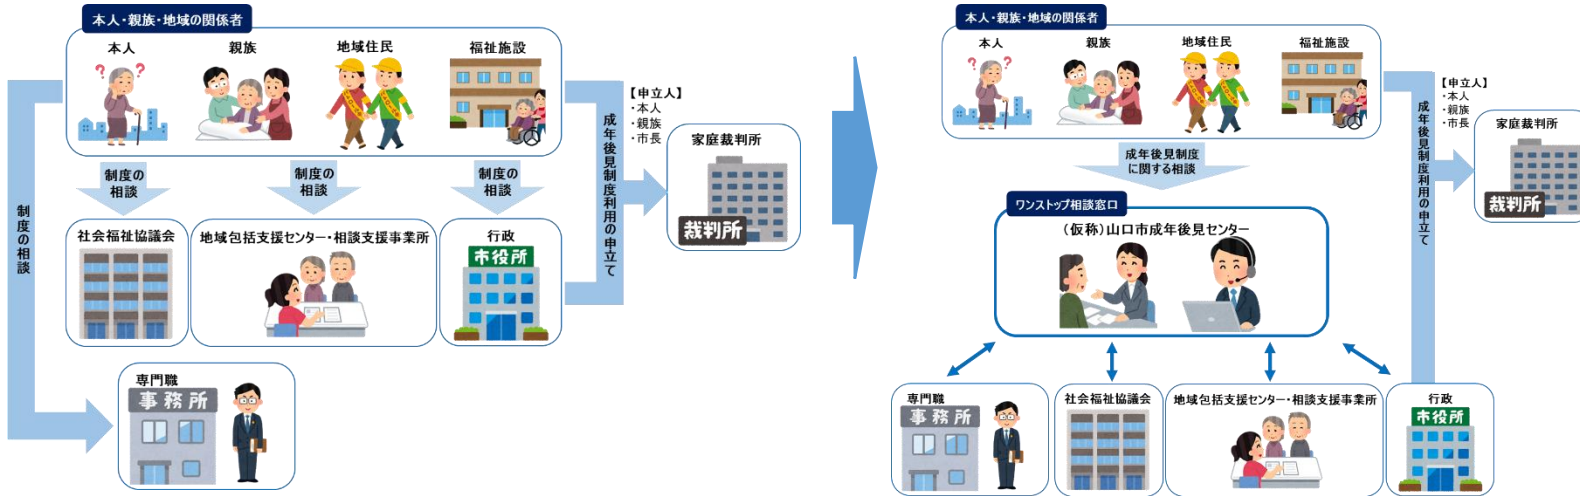 本人・親族・地域の関係者
本人
親族
地域住民
福祉施設
【申立人】
・本人
・親族
・市長
家庭裁判所
裁判所
成年後見制度利用の申立て
制度の
相談
制度の
相談
制度の
相談
制度の相談
社会福祉協議会
地域包括支援センター・相談支援事業所
行政
市役所
専門職
事務所
本人・親族・地域の関係者
本人
親族
地域住民
福祉施設
【申立人】
・本人
・親族
・市長
家庭裁判所
裁判所
成年後見制度利用の申立て
成年後見制度
に関する相談
ワンストップ相談窓口
(仮称)山口市成年後見センター
専門職
事務所
社会福祉協議会
地域包括支援センター・相談支援事業所
行政
市役所